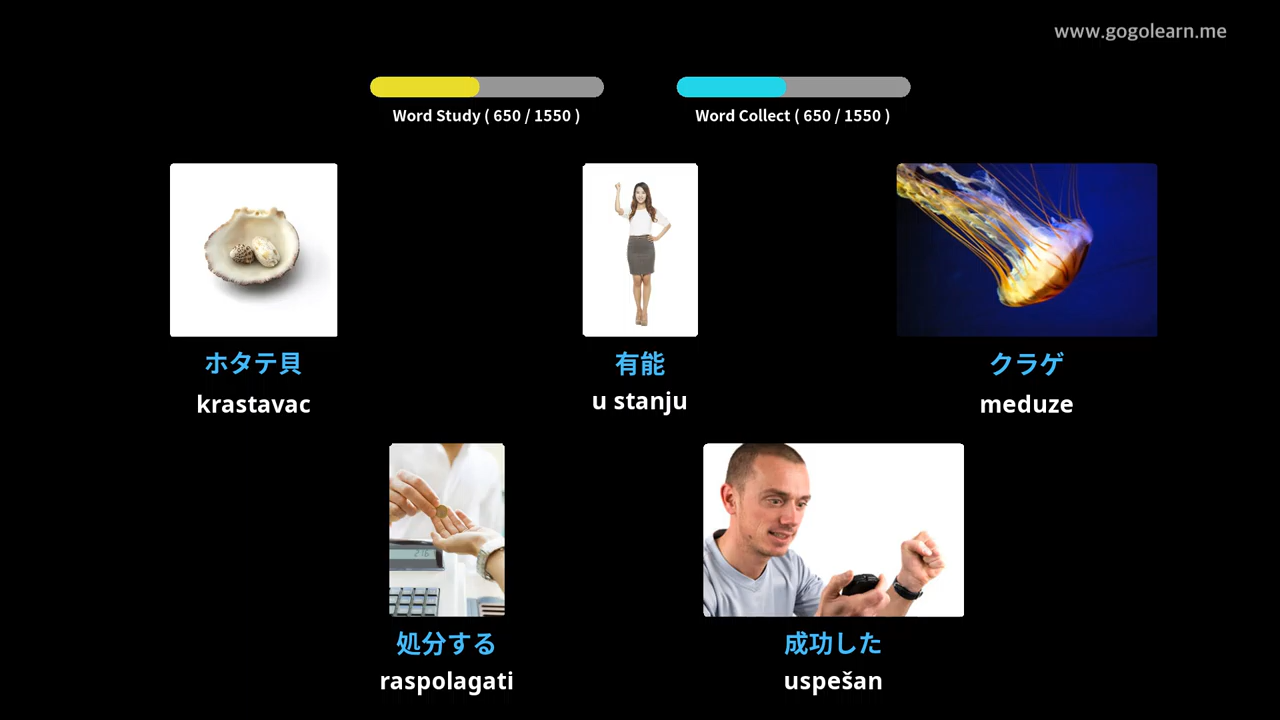 www.gogolearn.me
Word Study ( 650 / 1550 )
Word Collect ( 650 / 1550 )
ホタテ貝
krastavac
有能
u stanju
クラゲ
meduze
処分する
raspolagati
成功した
uspešan